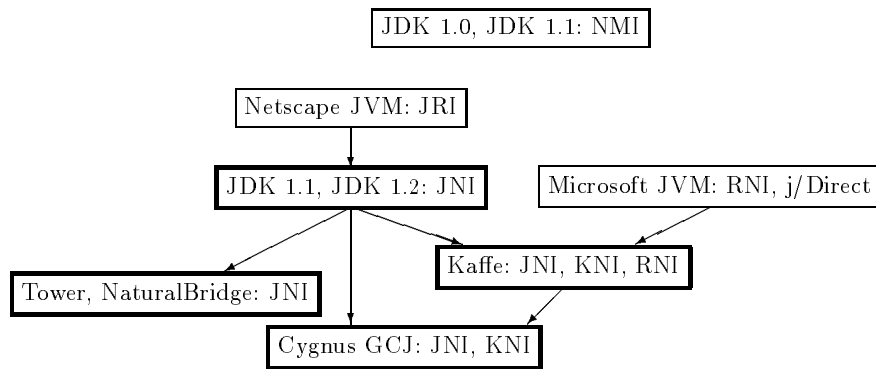 JDK 1.0, JDK 1.1: NMI
Netscape JVM: JRI
JDK 1.1, JDK 1.2: JNI
Microsoft JVM: RNI, j/Direct
Kaffe: JNI, KNI, RNI
Tower, NaturalBridge: JNI
Cygnus GCJ: JNI, KNI